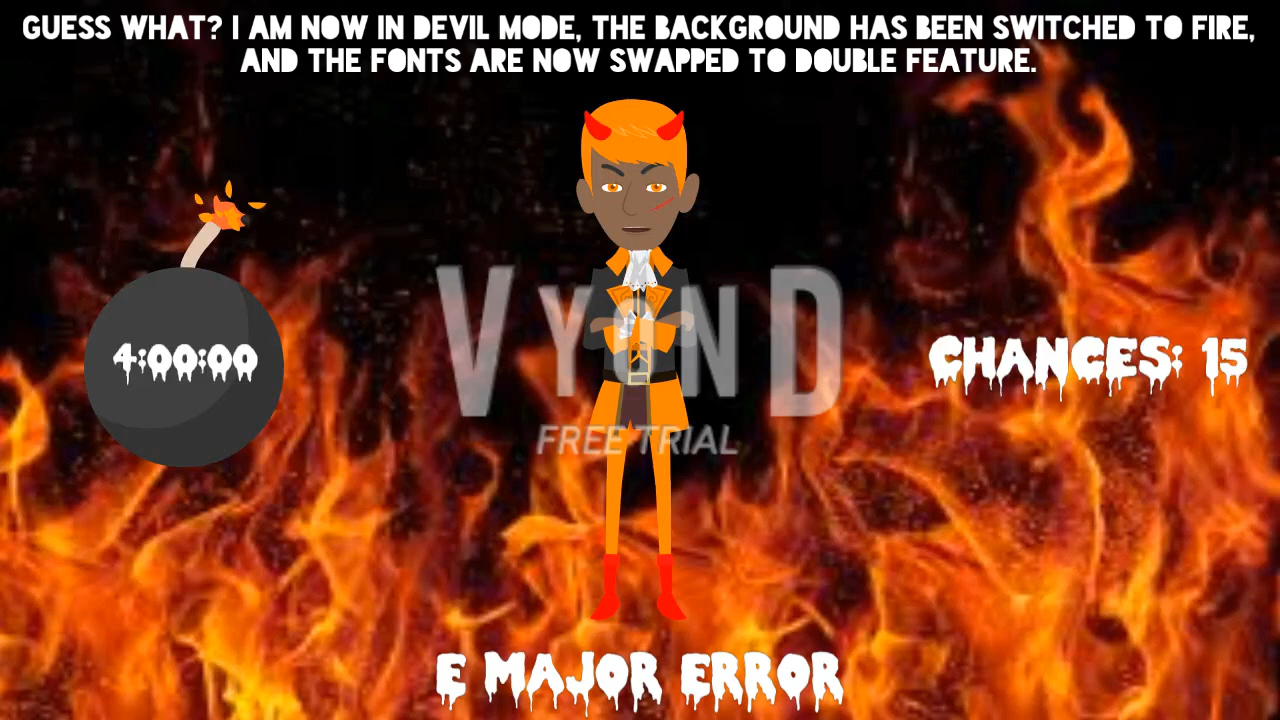 GUESS WHAT? I AM NOW IN DEVIL MODE, THE BACKGROUND HAS BEEN SWITCHED TO FIRE,
AND THE FONTS ARE NOW SWAPPED TO DOUBLE FEATURE.
4:00:00
VYOND
FREE TRIAL
CHANCES: 15
E MAJOR ERROR